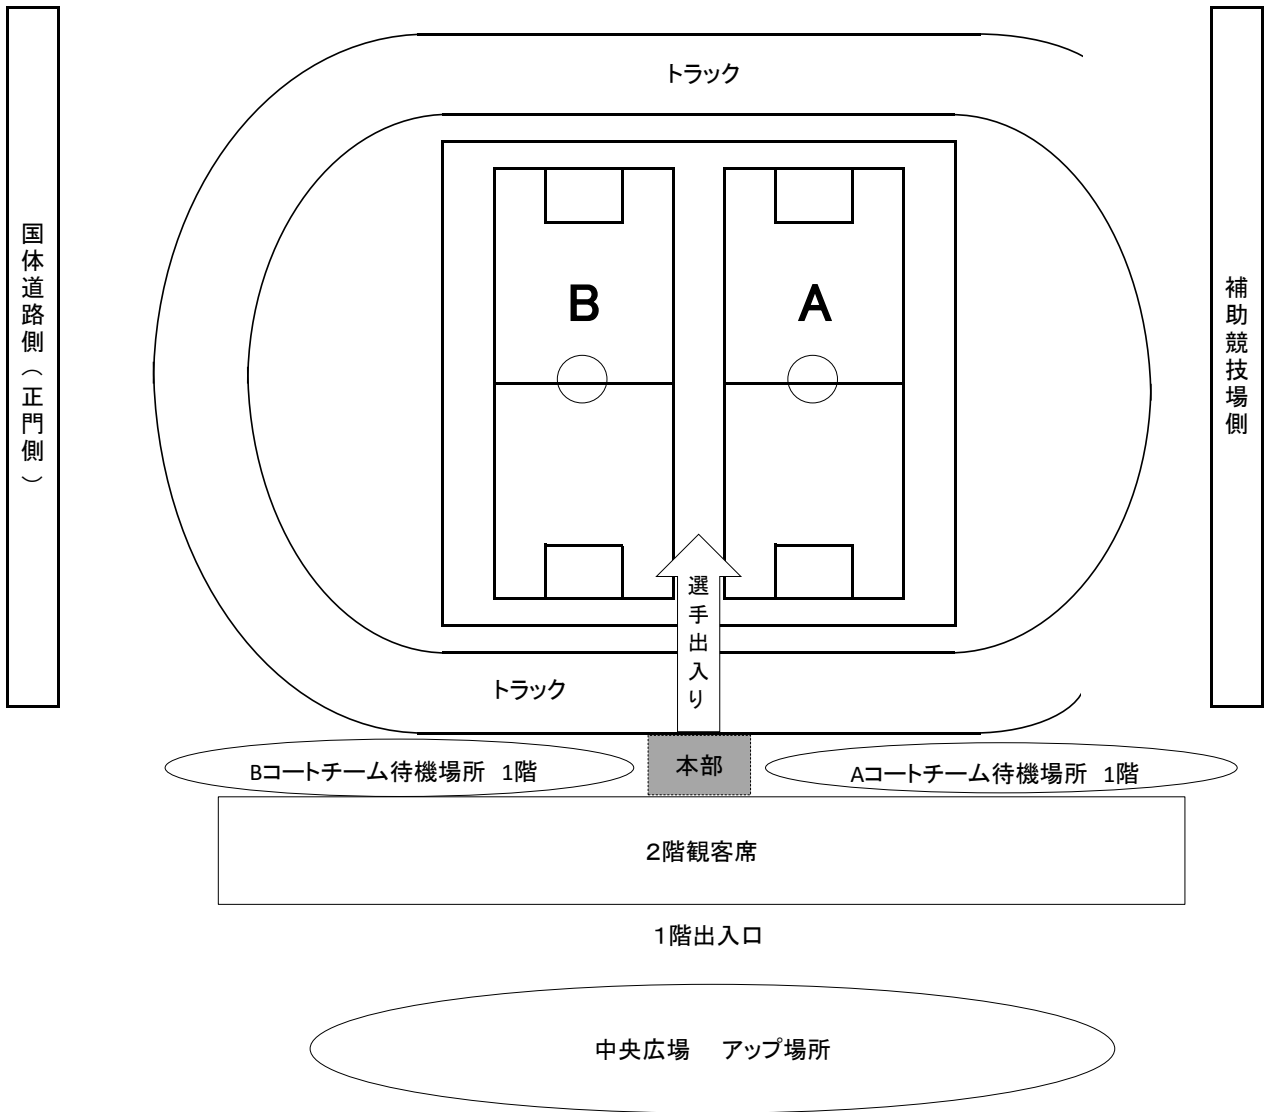 トラック
国体道路側（正門側）
補助競技場側
B
A
選手出入り
トラック
本部
Bコートチーム待機場所 1階
Aコートチーム待機場所 1階
2階観客席
1階出入口
中央広場　アップ場所